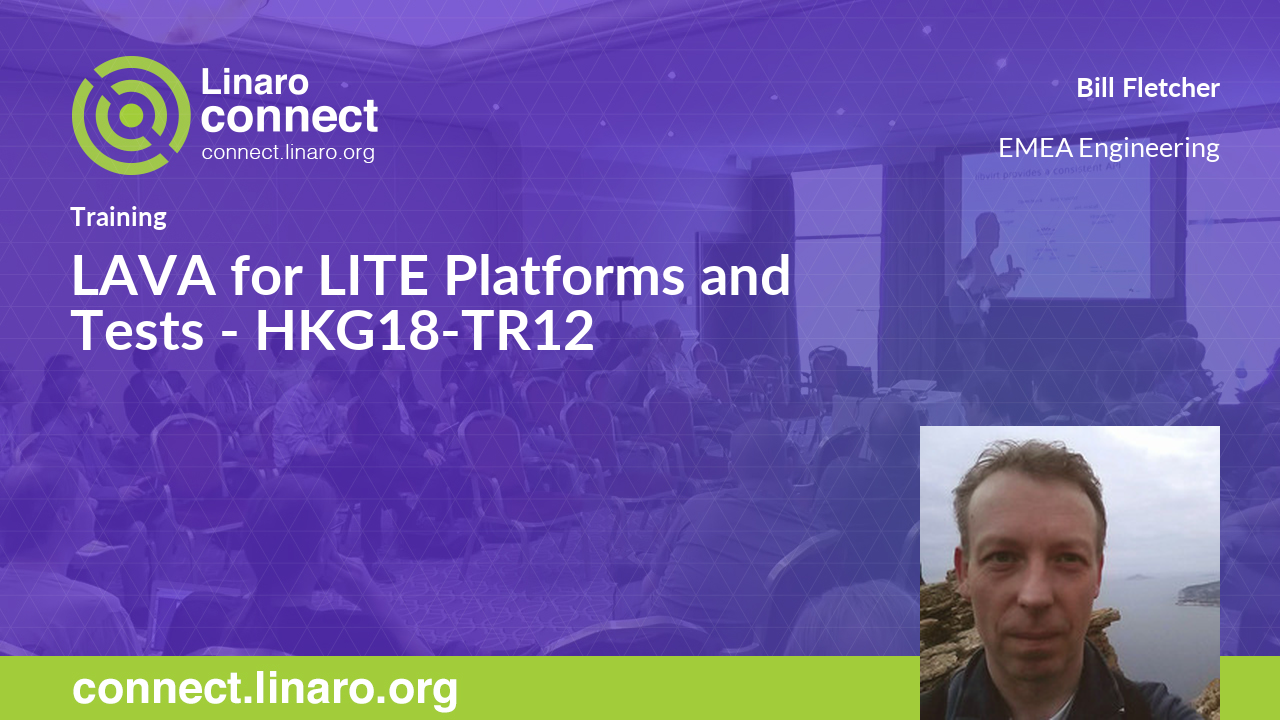 Linaro
connect
connect.linaro.org
Bill Fletcher
EMEA Engineering
Training
LAVA for LITE Platforms and
Tests - HKG18-TR12
connect.linaro.org